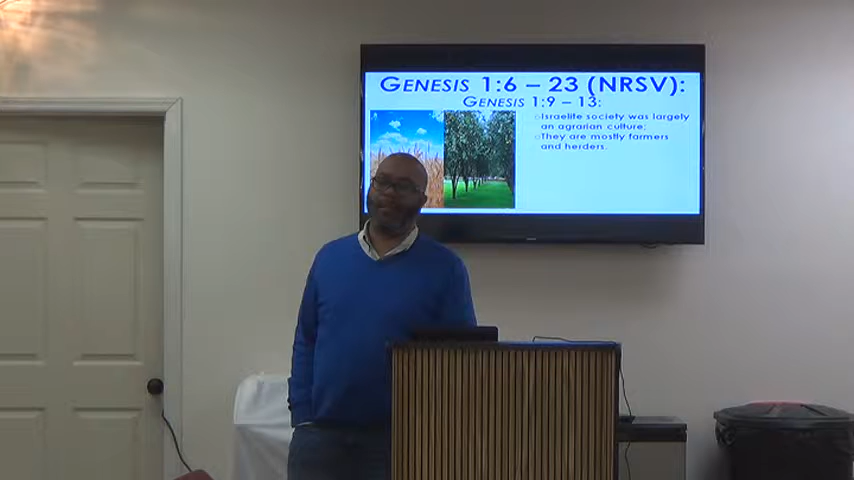 GENESIS 1:6 – 23 (NRSV):
GENESIS 1:9 – 13:
Israelite society was largely
an agrarian culture;
They are mostly farmers
and herders.